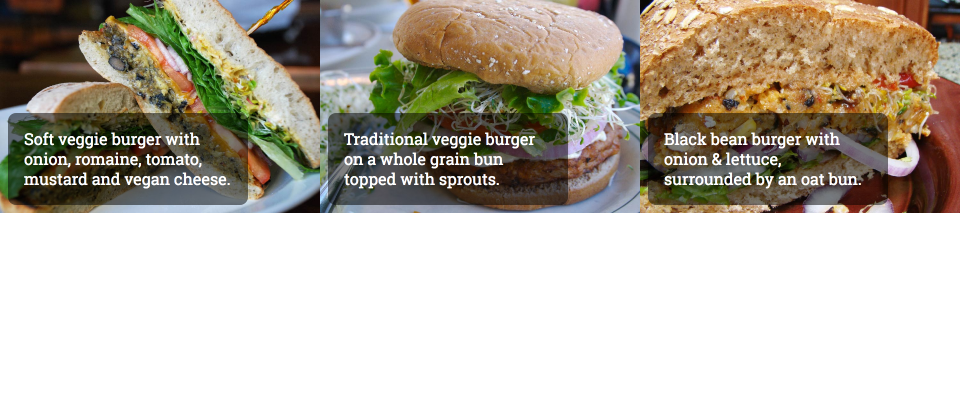 Soft veggie burger with
onion, romaine, tomato,
mustard and vegan cheese.
Traditional veggie burger
on a whole grain bun
topped with sprouts.
Black bean burger with
onion & lettuce,
surrounded by an oat bun.